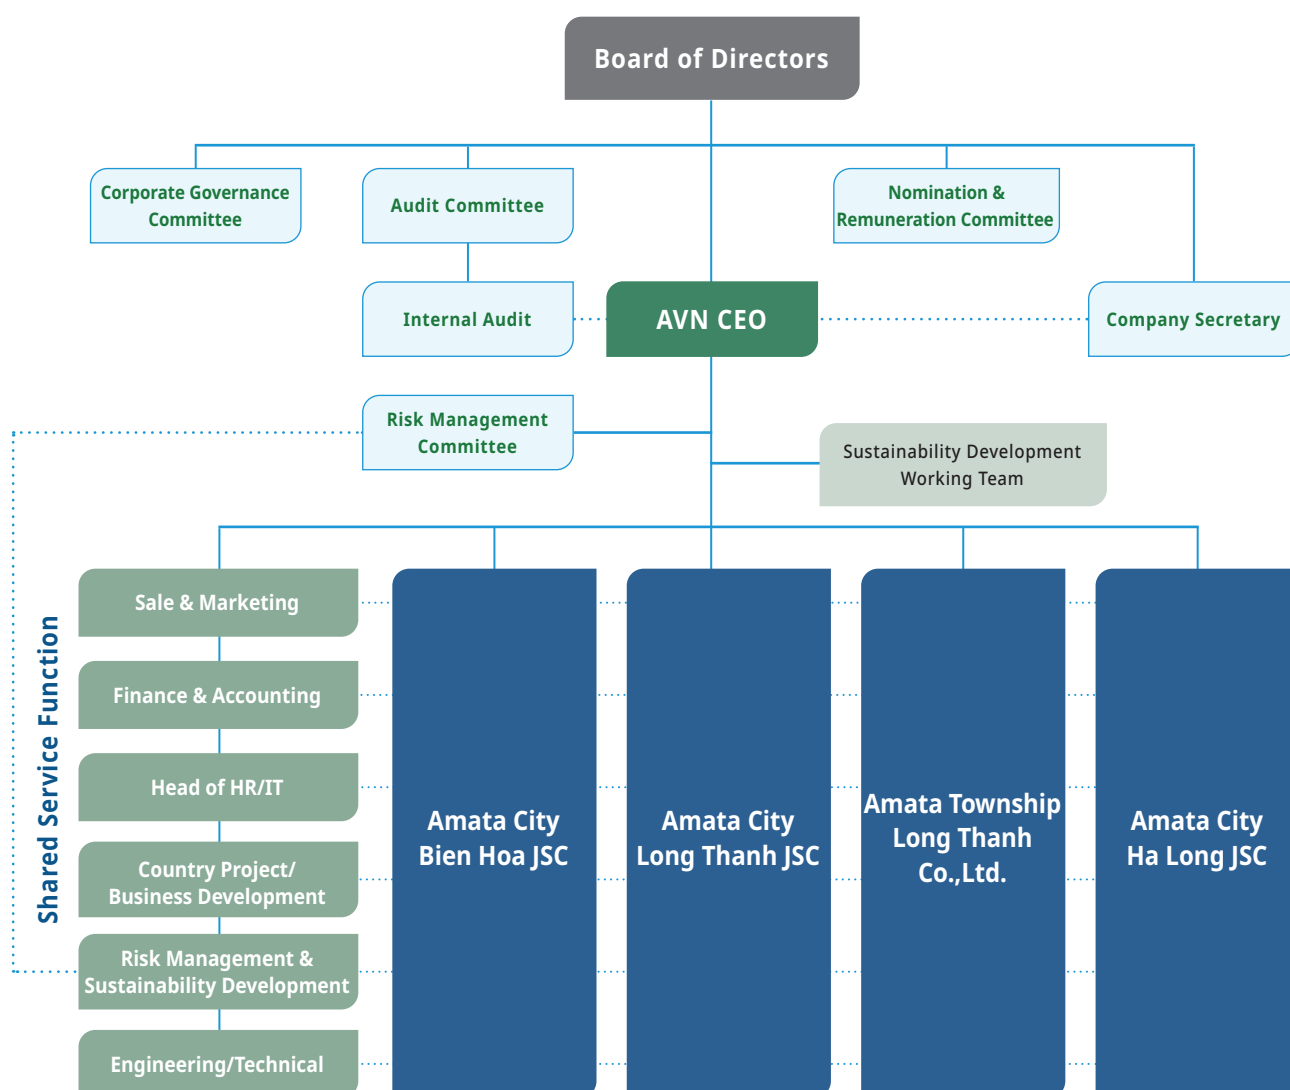 Board of Directors
Corporate Governance
Committee
Audit Committee
Nomination &
Remuneration Committee
Internal Audit
AVN CEO
Company Secretary
Risk Management
Committee
Sustainability Development
Working Team
Shared Service Function
Sale & Marketing
Finance & Accounting
Head of HR/IT
Country Project/
Business Development
Risk Management &
Sustainability Development
Engineering/Technical
Amata City
Bien Hoa JSC
Amata City
Long Thanh JSC
Amata Township
Long Thanh
Co.,Ltd.
Amata City
Ha Long JSC